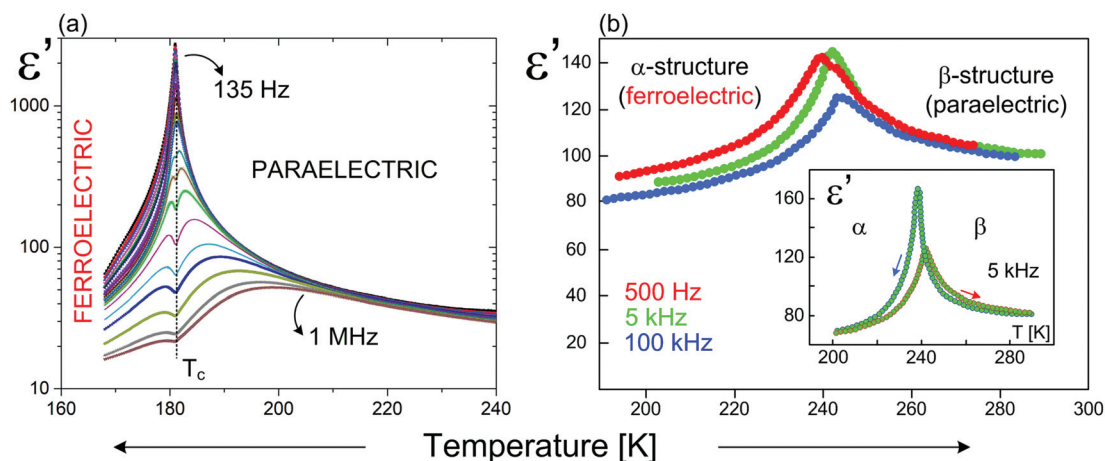 (a)
ε'
1000
100
10
FERROELECTRIC
135 Hz
PARAELECTRIC
1 MHz
Tc
160
180
200
220
240
(b)
ε'
140
120
100
80
60
40
20
α-structure
(ferroelectric)
β-structure
(paraelectric)
500 Hz
5 kHz
100 kHz
ε'
160
120
80
α
β
5 kHz
T [K]
200
240
280
200
220
240
260
280
300
Temperature [K]